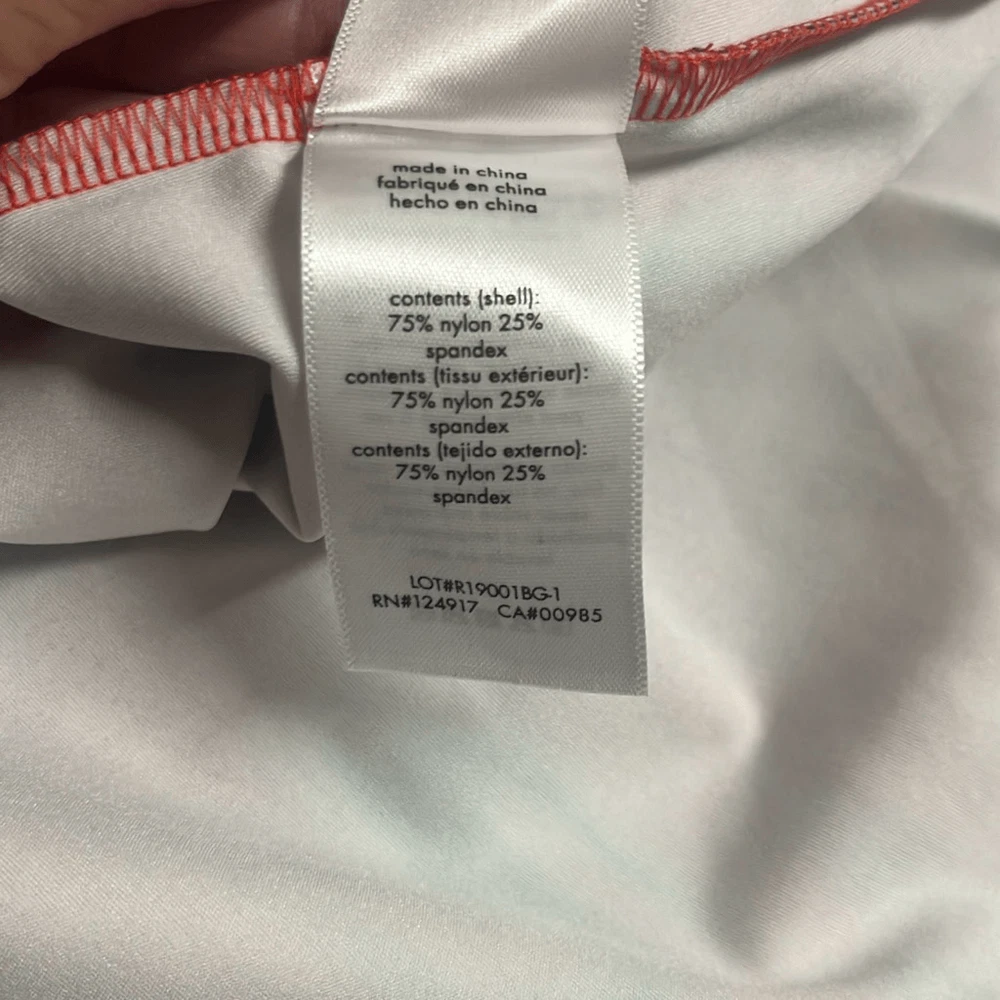 made in china
fabriqué en china
hecho en china
contents (shell):
75% nylon 25%
spandex
contents (tissu extérieur):
75% nylon 25%
spandex
contents (tejido externo):
75% nylon 25%
spandex
LOT#R19001BG-1
RN#124917 CA#00985